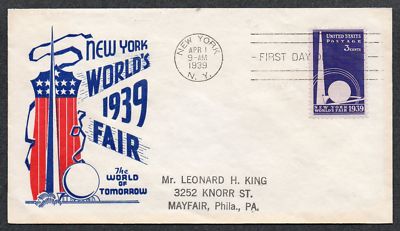 NEW YORK
WORLD'S
1939
FAIR
The
WORLD
OF
TOMORROW
NEW YORK
APR 1
9-AM
1939
N.Y.
FIRST DAY O
UNITED STATES
POSTAGE
3 CENTS
NEW YORK
WORLD'S FAIR 1939
Mr. LEONARD H. KING
3252 KNORR ST.
MAYFAIR, Phila., PA.